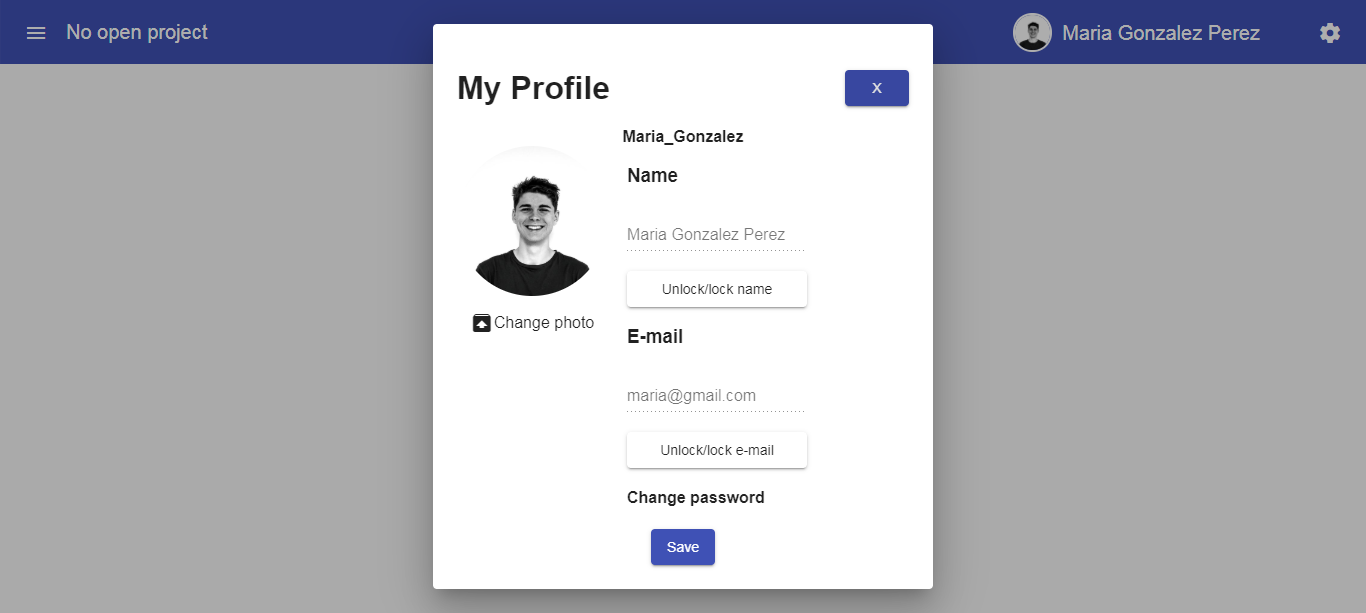 No open project
Maria Gonzalez Perez
My Profile
X
Maria_Gonzalez
Name
Maria Gonzalez Perez
Unlock/lock name
Change photo
E-mail
maria@gmail.com
Unlock/lock e-mail
Change password
Save